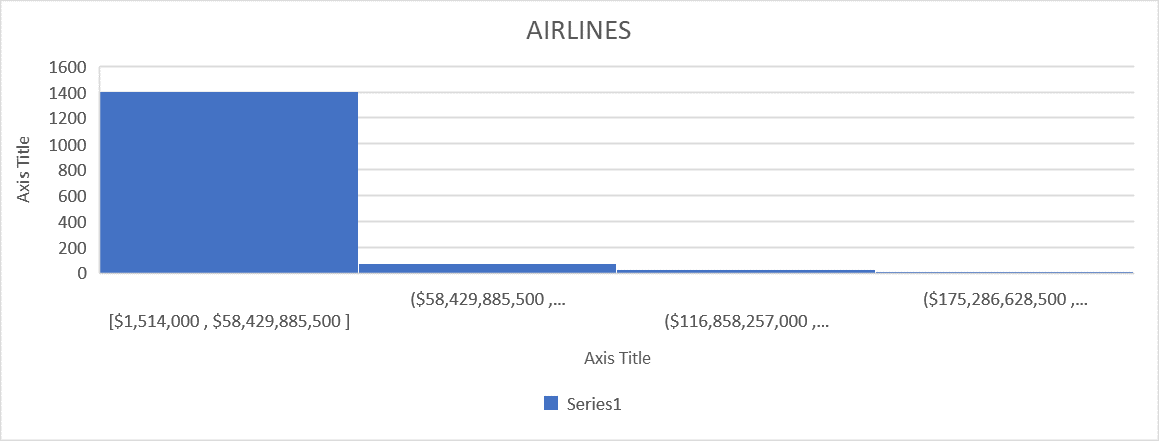 AIRLINES
1600
1400
1200
1000
800
600
400
200
0
Axis Title
($58,429,885,500 ,...
($175,286,628,500 ,...
[$1,514,000 , $58,429,885,500 ]
($116,858,257,000 ,...
Axis Title
Series1